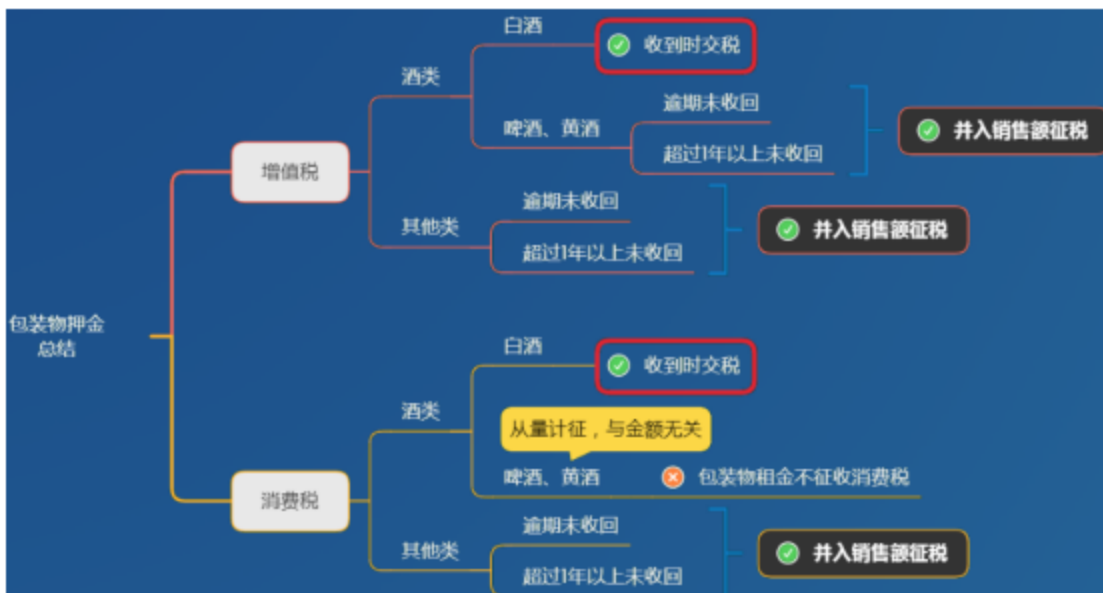 白酒
收到时交税
酒类
逾期未收回
啤酒、黄酒
并入销售额征税
超过1年以上未收回
增值税
逾期未收回
其他类
并入销售额征税
超过1年以上未收回
包装物押金
总结
白酒
收到时交税
酒类
从量计征，与金额无关
啤酒、黄酒
包装物租金不征收消费税
消费税
逾期未收回
其他类
并入销售额征税
超过1年以上未收回